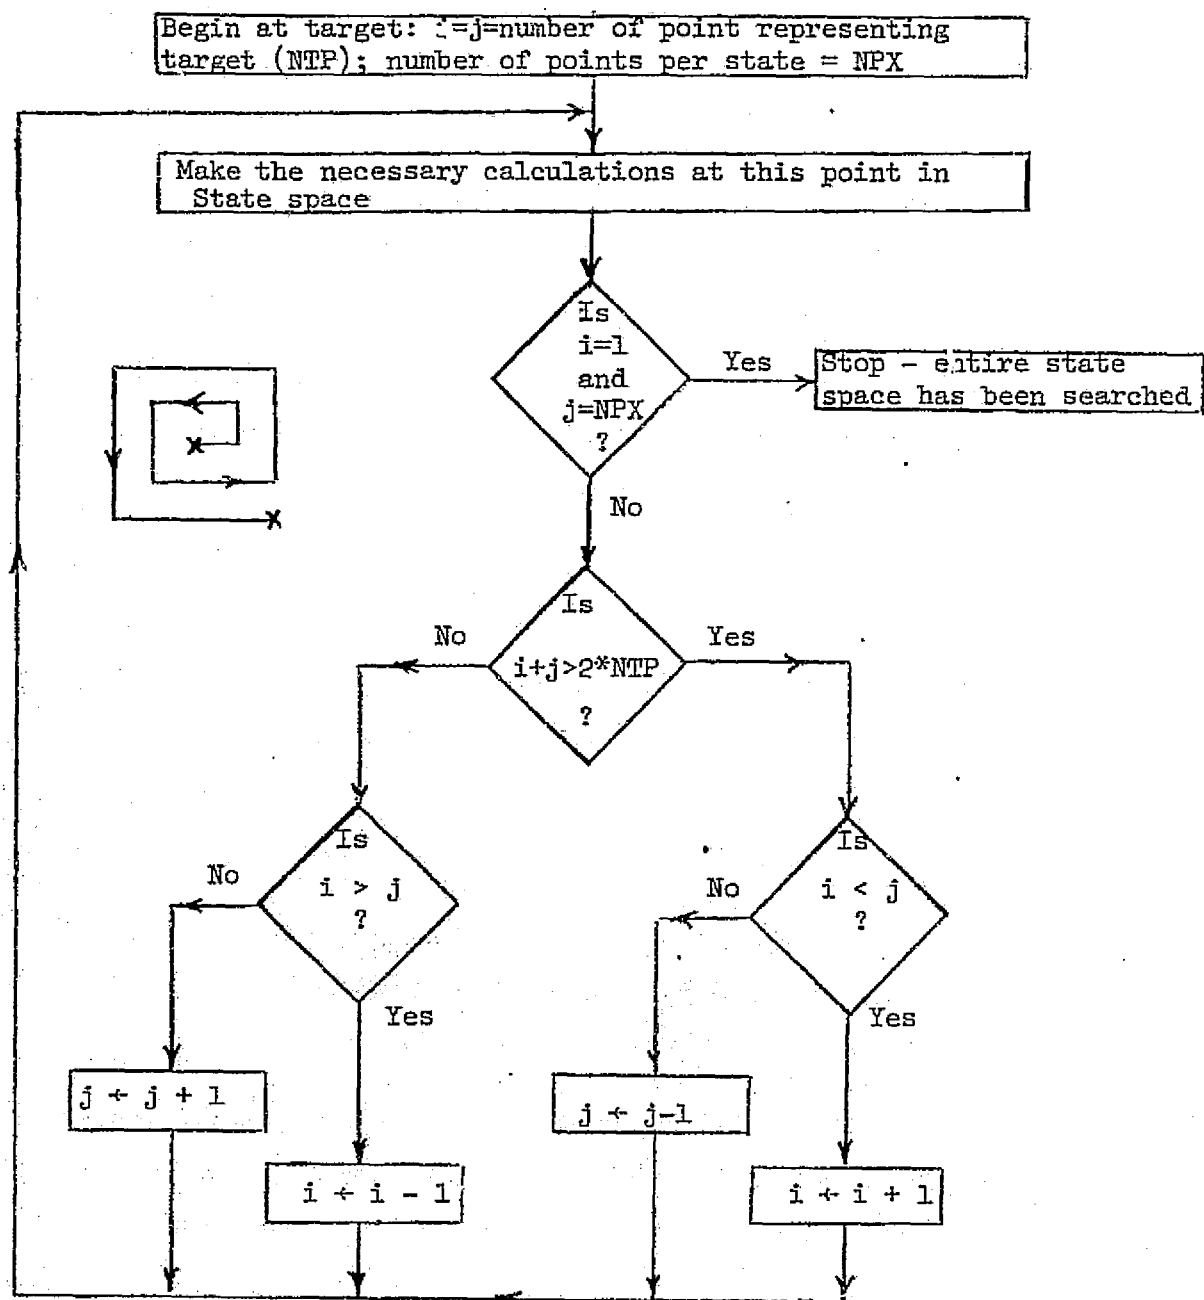 Begin at target: i=j=number of point representing
target (NTP); number of points per state = NPX
Make the necessary calculations at this point in
State space
Is
i=1
and
j=NPX
?
Yes
Stop - entire state
space has been searched
X
X
No
Is
i+j>2*NTP
?
No
Yes
Is
i > j
?
No
Yes
Is
i < j
?
No
Yes
j ← j + 1
i ← i - 1
j ← j-1
i ← i + 1